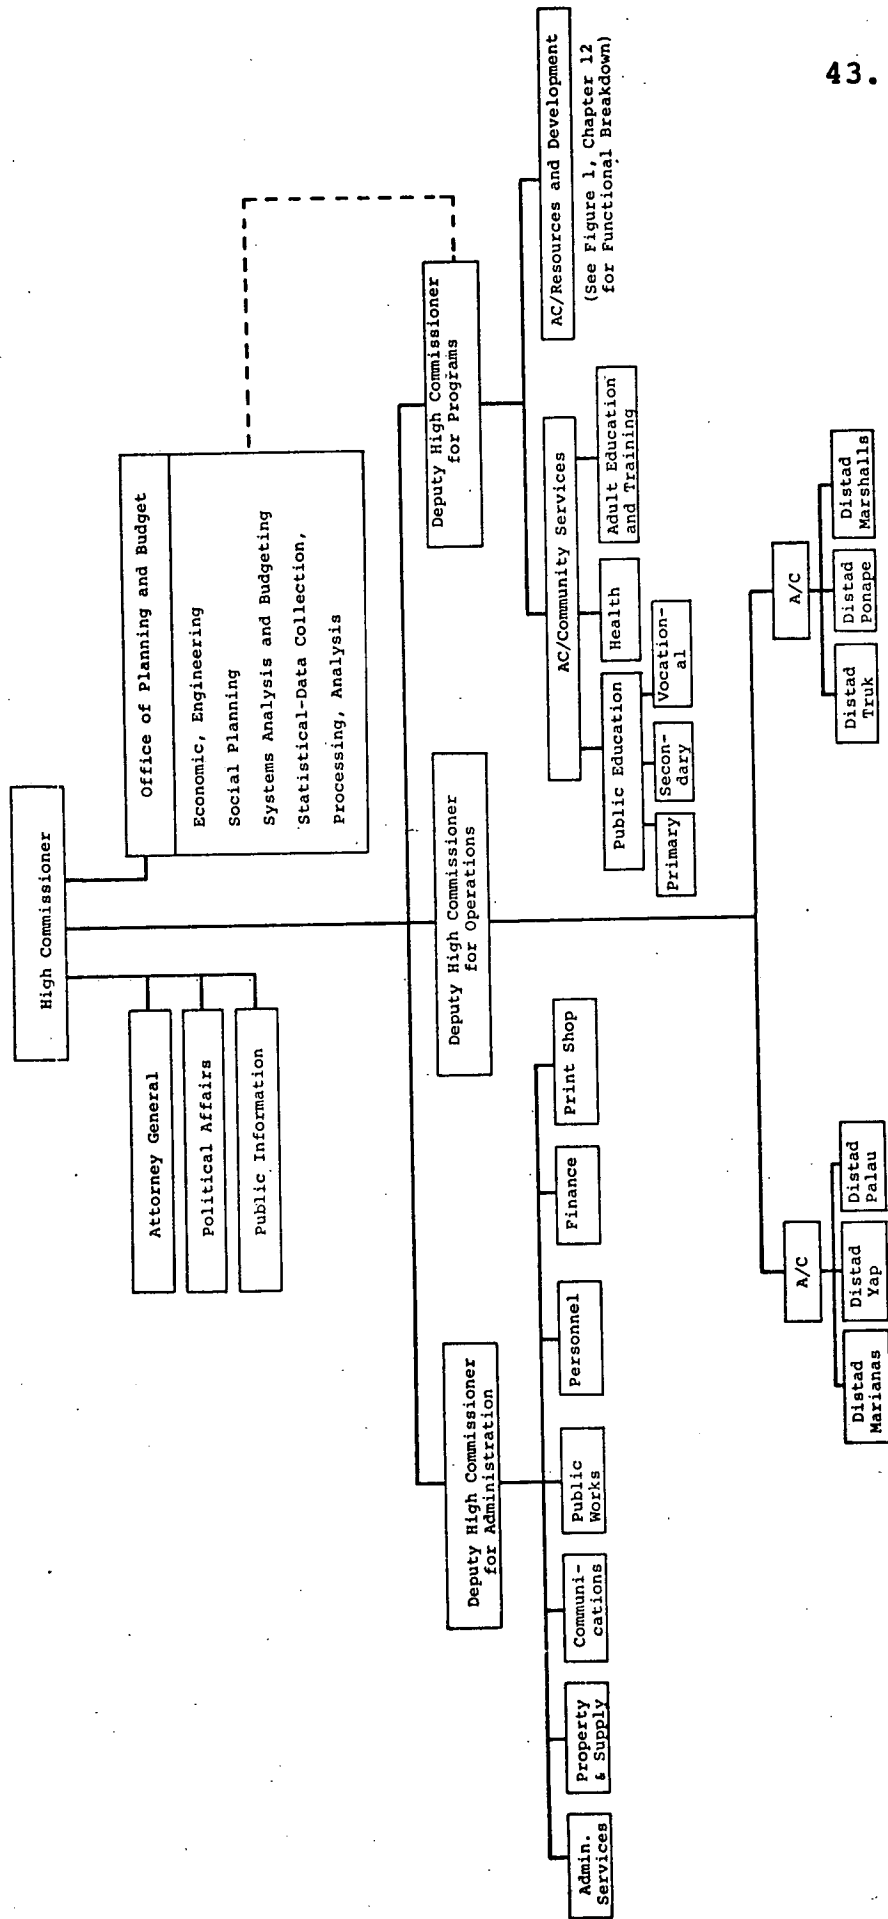 43.
High Commissioner
Attorney General
Political Affairs
Public Information
Office of Planning and Budget
Economic, Engineering
Social Planning
Systems Analysis and Budgeting
Statistical-Data Collection,
Processing, Analysis
Deputy High Commissioner
for Administration
Deputy High Commissioner
for Operations
Deputy High Commissioner
for Programs
Admin.
Services
Property
& Supply
Communi-
cations
Public
Works
Personnel
Finance
Print Shop
AC/Community Services
AC/Resources and Development
(See Figure 1, Chapter 12
for Functional Breakdown)
Public Education
Health
Adult Education
and Training
Primary
Secon-
dary
Vocation-
al
A/C
Distad
Marianas
Distad
Yap
Distad
Palau
A/C
Distad
Truk
Distad
Ponape
Distad
Marshalls